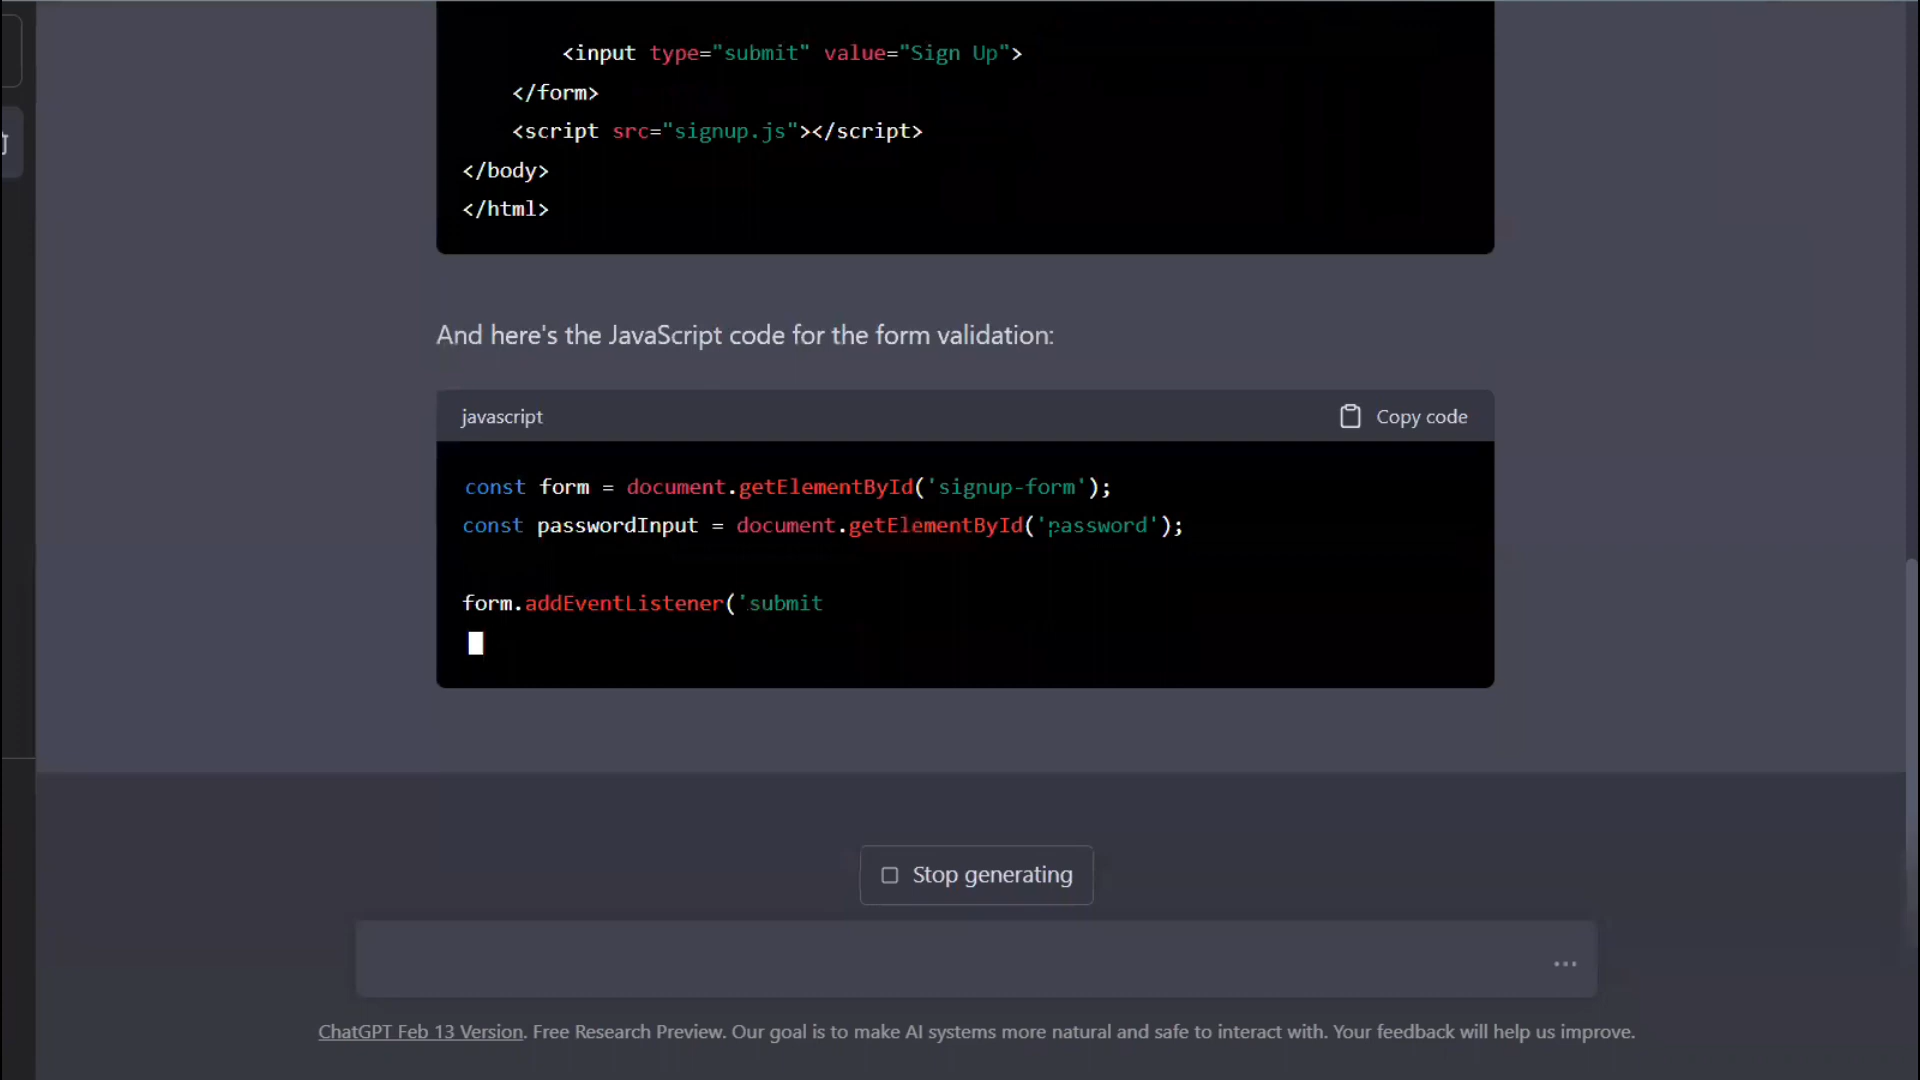 <input type="submit" value="Sign Up">
</form>
<script src="signup.js"></script>
</body>
</html>
And here's the JavaScript code for the form validation:
javascript
Copy code
const form = document.getElementById('signup-form');
const passwordInput = document.getElementById('password');
form.addEventListener('submit
Stop generating
ChatGPT Feb 13 Version. Free Research Preview. Our goal is to make AI systems more natural and safe to interact with. Your feedback will help us improve.